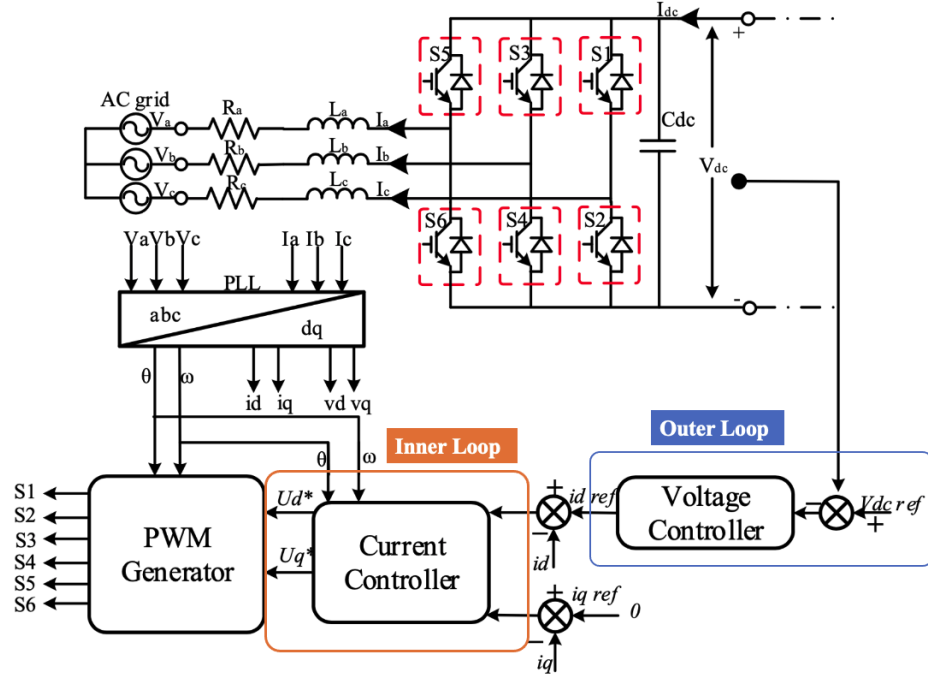 Idc
+
S5 S3 S1
AC grid
Va Ra La Ia
Cdc
Vb Rb Lb Ib
Vdc
Vc Rc Lc Ic
S6 S4 S2
Va Vb Vc Ia Ib Ic
PLL
-
abc
dq
θ ω
id iq vd vq
Inner Loop
Outer Loop
θ ω
S1
S2
S3
S4
S5
S6
PWM
Generator
Ud*
Uq*
Current
Controller
+
-
id
id ref
Voltage
Controller
-
Vdc ref
+
+
iq ref
0
-
iq